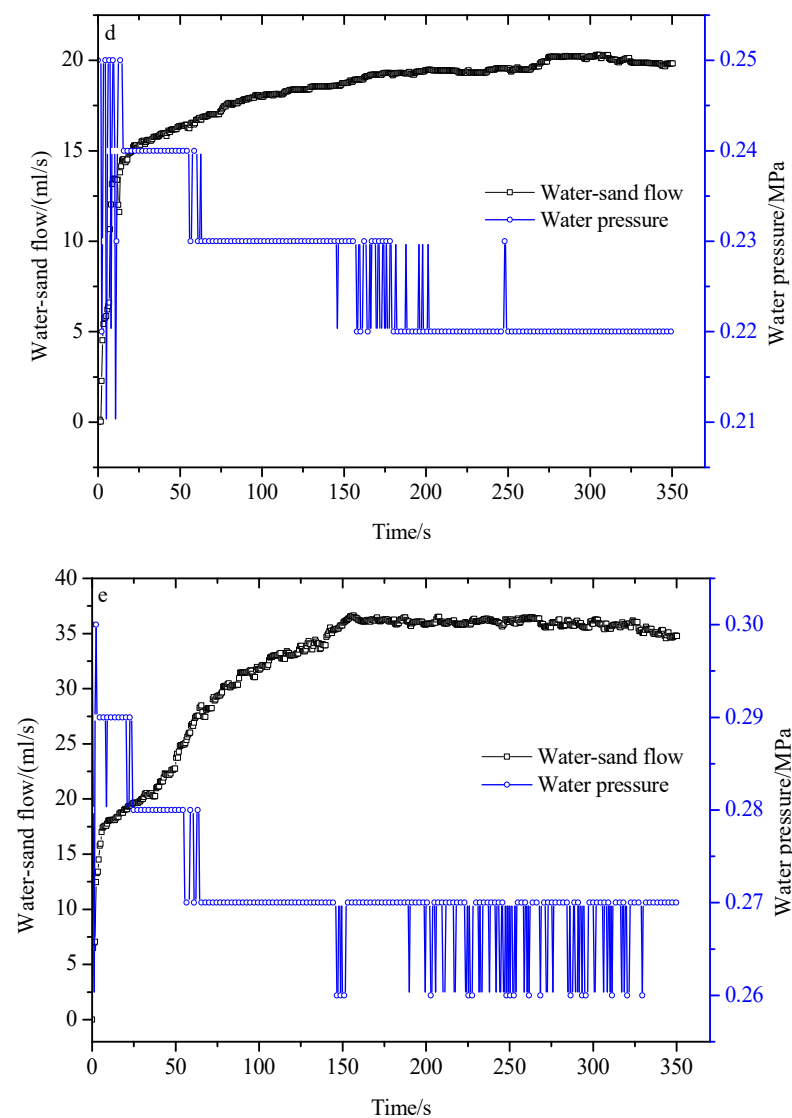 d
20
15
10
5
0
Water-sand flow/(ml/s)
0.25
0.24
0.23
0.22
0.21
Water pressure/MPa
Water-sand flow
Water pressure
0 50 100 150 200 250 300 350
Time/s
e
40
35
30
25
20
15
10
5
0
Water-sand flow/(ml/s)
0.30
0.29
0.28
0.27
0.26
Water pressure/MPa
Water-sand flow
Water pressure
0 50 100 150 200 250 300 350
Time/s